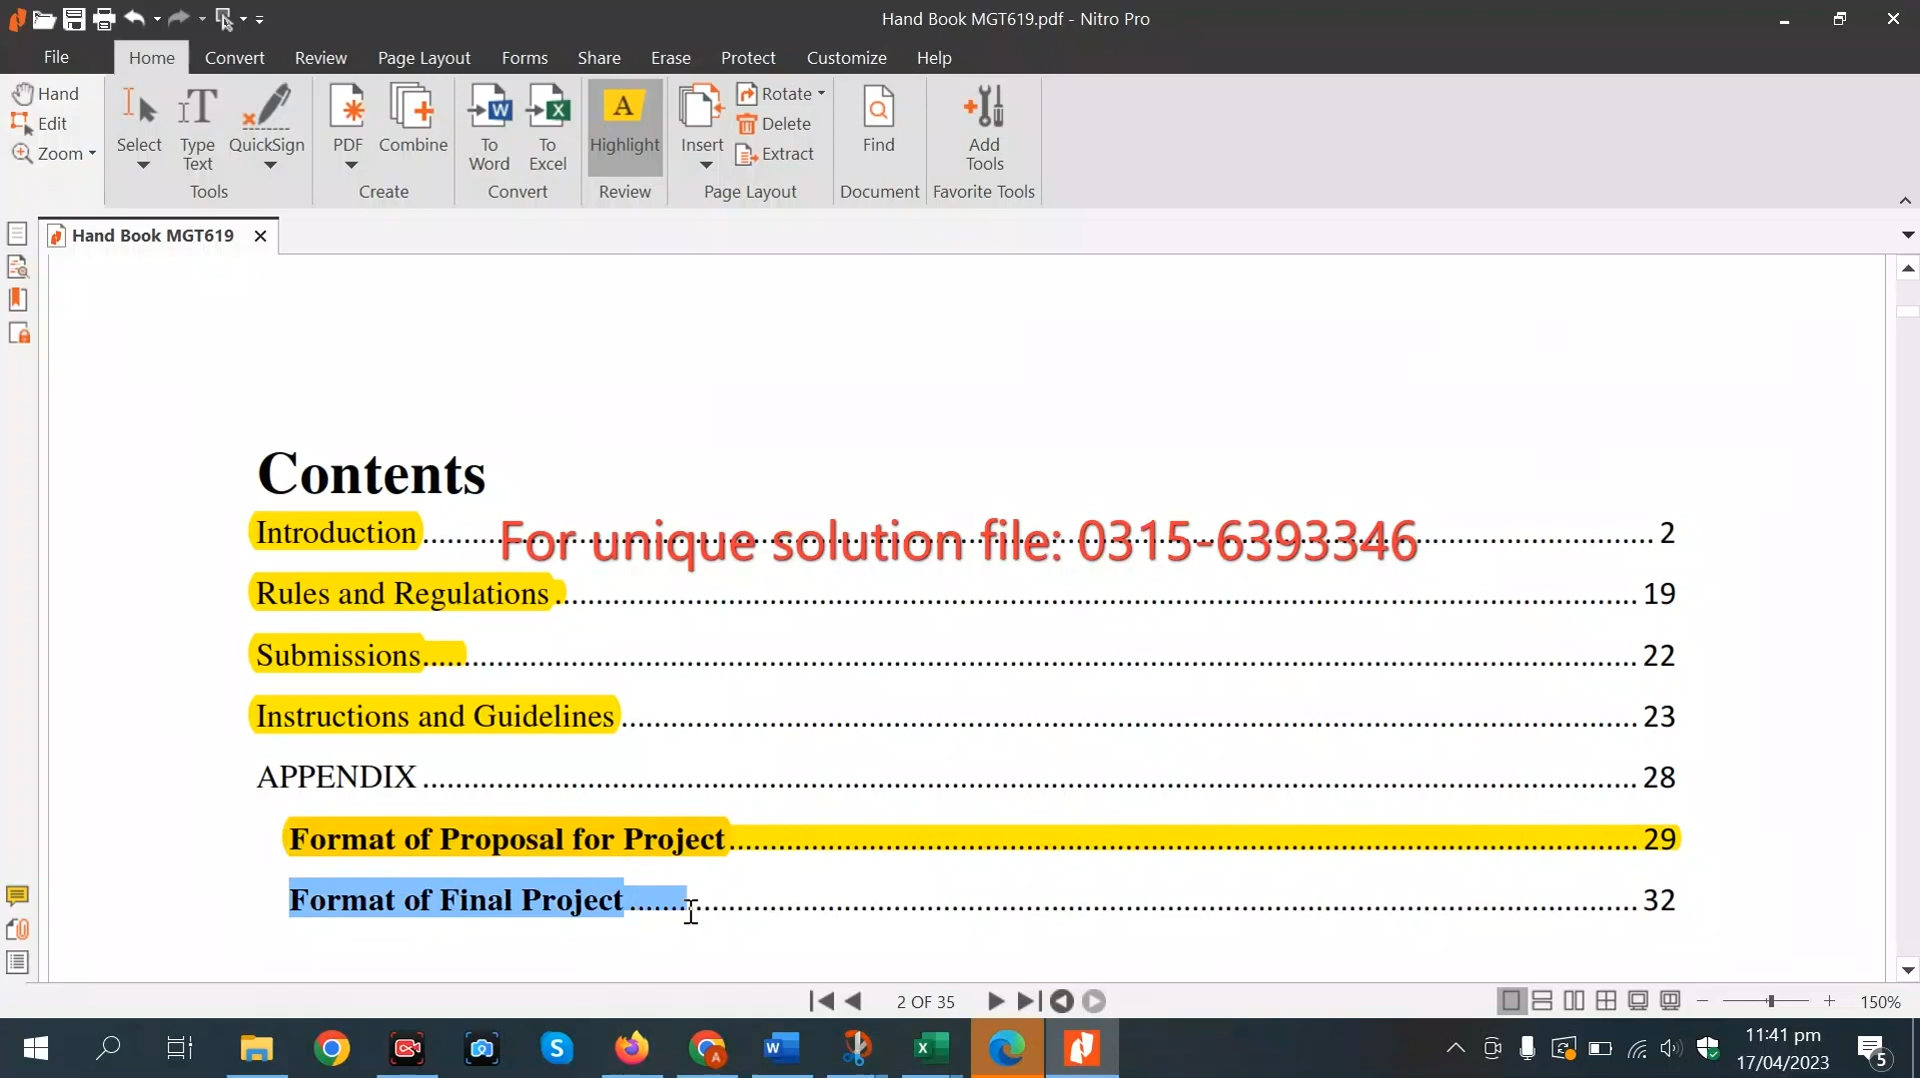 Hand Book MGT619.pdf - Nitro Pro
File Home Convert Review Page Layout Forms Share Erase Protect Customize Help
Hand
Edit
Zoom
Select
Type Text
QuickSign
Tools
PDF
Combine
Create
To Word
To Excel
Convert
Highlight
Review
Insert
Rotate
Delete
Extract
Page Layout
Find
Document
Add Tools
Favorite Tools
Hand Book MGT619
Contents
Introduction 2
For unique solution file: 0315-6393346
Rules and Regulations 19
Submissions 22
Instructions and Guidelines 23
APPENDIX 28
Format of Proposal for Project 29
Format of Final Project 32
2 OF 35
150%
11:41 pm
17/04/2023
5